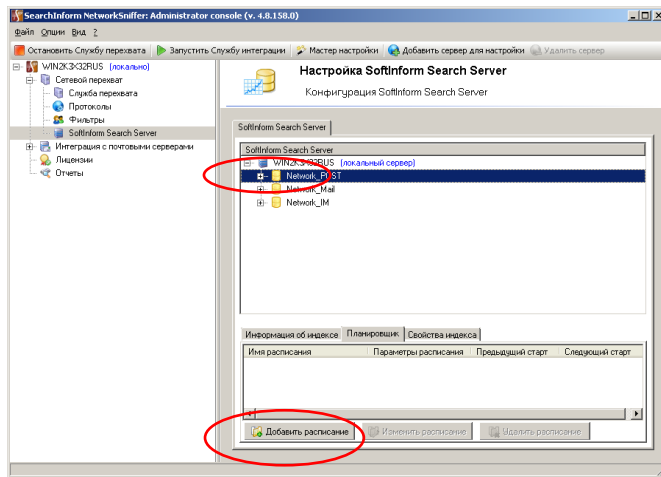 SearchInform NetworkSniffer: Administrator console (v. 4.8.158.0)
Файл Опции Вид ?
Остановить Службу перехвата Запустить Службу интеграции Мастер настройки Добавить сервер для настройки Удалить сервер
WIN2K3X32RUS (локально)
Сетевой перехват
Служба перехвата
Протоколы
Фильтры
SoftInform Search Server
Интеграция с почтовыми серверами
Лицензии
Отчеты
Настройка SoftInform Search Server
Конфигурация SoftInform Search Server
SoftInform Search Server
SoftInform Search Server
WIN2K3X32RUS (локальный сервер)
Network_POST
Network_Mail
Network_IM
Информация об индексе Планировщик Свойства индекса
Имя расписания Параметры расписания Предыдущий старт Следующий старт
Добавить расписание Изменить расписание Удалить расписание